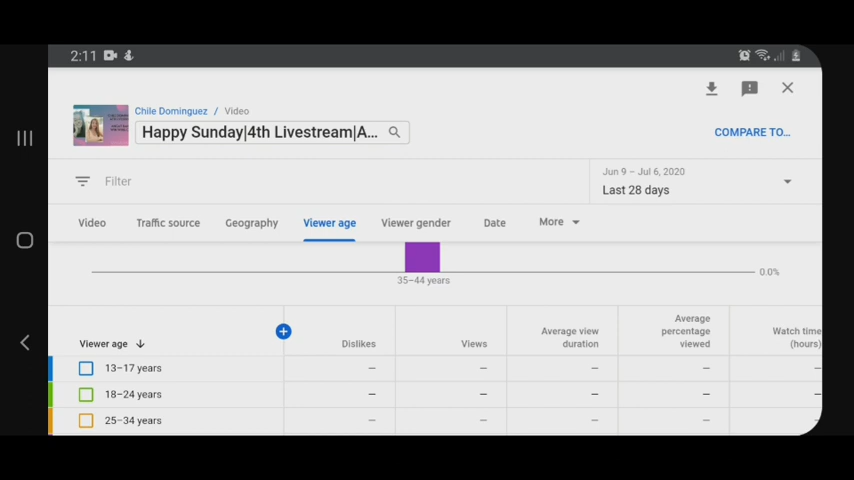 2:11
Chile Dominguez / Video
Happy Sunday|4th Livestream|A...
COMPARE TO...
Filter
Jun 9 – Jul 6, 2020
Last 28 days
Video Traffic source Geography Viewer age Viewer gender Date More
0.0%
35–44 years
Viewer age Dislikes Views Average view duration Average percentage viewed Watch time (hours)
13–17 years – – – – –
18–24 years – – – – –
25–34 years – – – – –